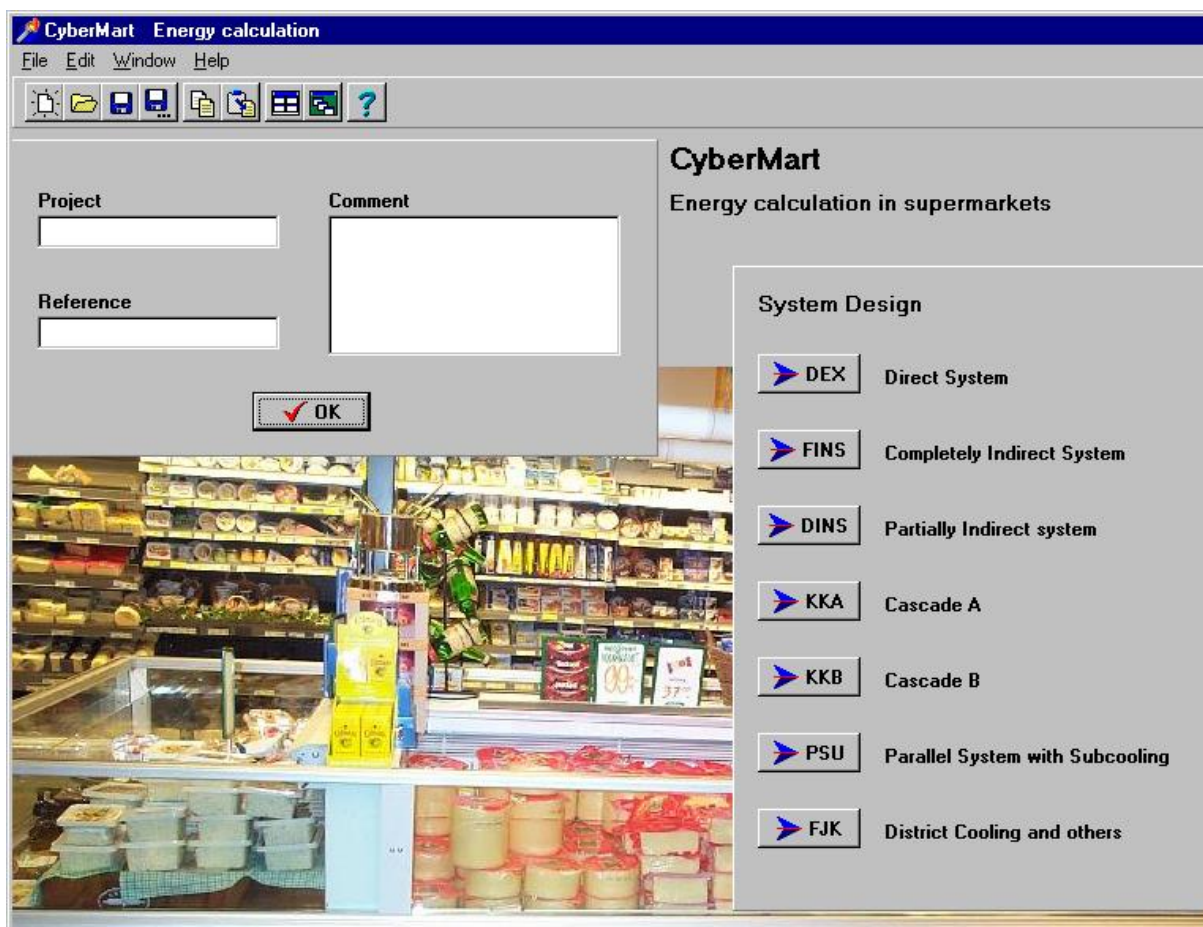 CyberMart Energy calculation
File Edit Window Help
Project
Comment
Reference
OK
CyberMart
Energy calculation in supermarkets
System Design
DEX Direct System
FINS Completely Indirect System
DINS Partially Indirect system
KKA Cascade A
KKB Cascade B
PSU Parallel System with Subcooling
FJK District Cooling and others